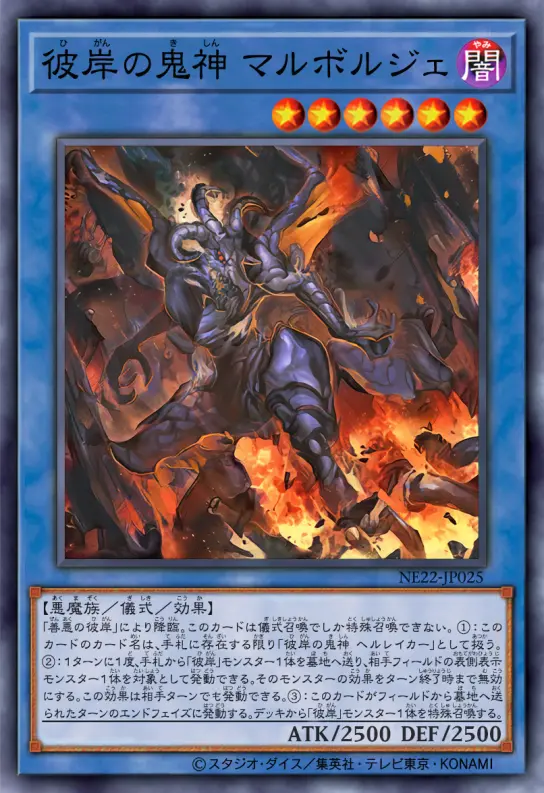 彼岸の鬼神 マルボルジェ
闇
NE22-JP025
【悪魔族／儀式／効果】
「善悪の彼岸」により降臨。このカードは儀式召喚でしか特殊召喚できない。①：この
カードのカード名は、手札に存在する限り「彼岸の鬼神 ヘルレイカー」として扱う。
②：1ターンに1度、手札から「彼岸」モンスター1体を墓地へ送り、相手フィールドの表側表示
モンスター1体を対象として発動できる。そのモンスターの効果をターン終了時まで無効
にする。この効果は相手ターンでも発動できる。③：このカードがフィールドから墓地へ送
られたターンのエンドフェイズに発動する。デッキから「彼岸」モンスター1体を特殊召喚する。
ATK/2500 DEF/2500
©スタジオ・ダイス／集英社・テレビ東京・KONAMI